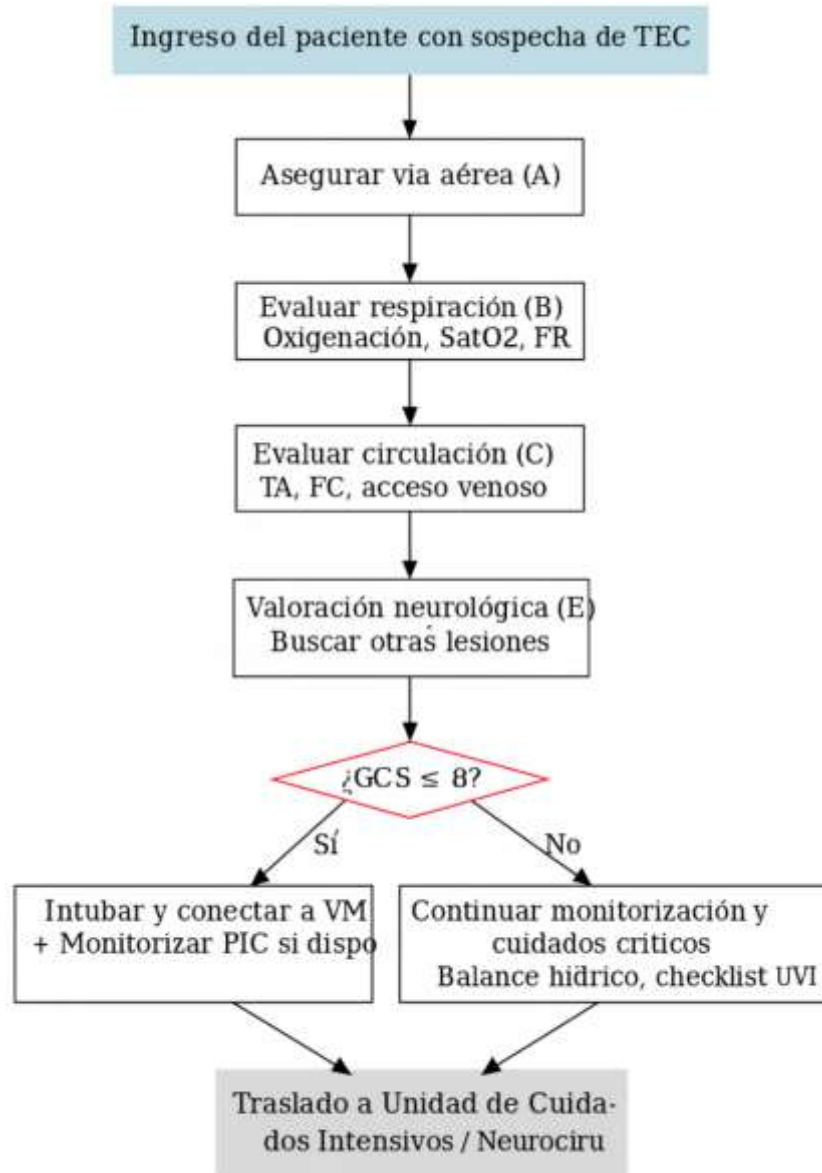 Ingreso del paciente con sospecha de TEC
Asegurar via aérea (A)
Evaluar respiración (B)
Oxigenación, SatO2, FR
Evaluar circulación (C)
TA, FC, acceso venoso
Valoración neurológica (E)
Buscar otras lesiones
¿GCS ≤ 8?
Sí
No
Intubar y conectar a VM
+ Monitorizar PIC si dispo
Continuar monitorización y
cuidados criticos
Balance hídrico, checklist UVI
Traslado a Unidad de Cuida-
dos Intensivos / Neurociru